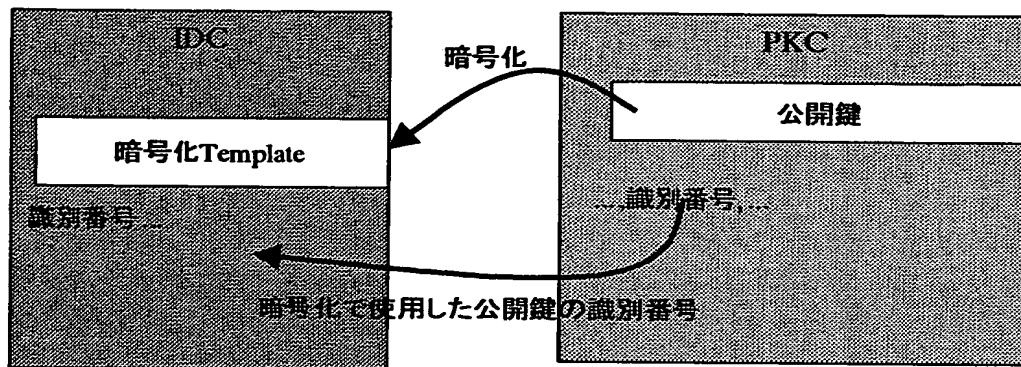 IDC
暗号化Template
識別番号...
暗号化
PKC
公開鍵
...,識別番号,...
暗号化で使用した公開鍵の識別番号